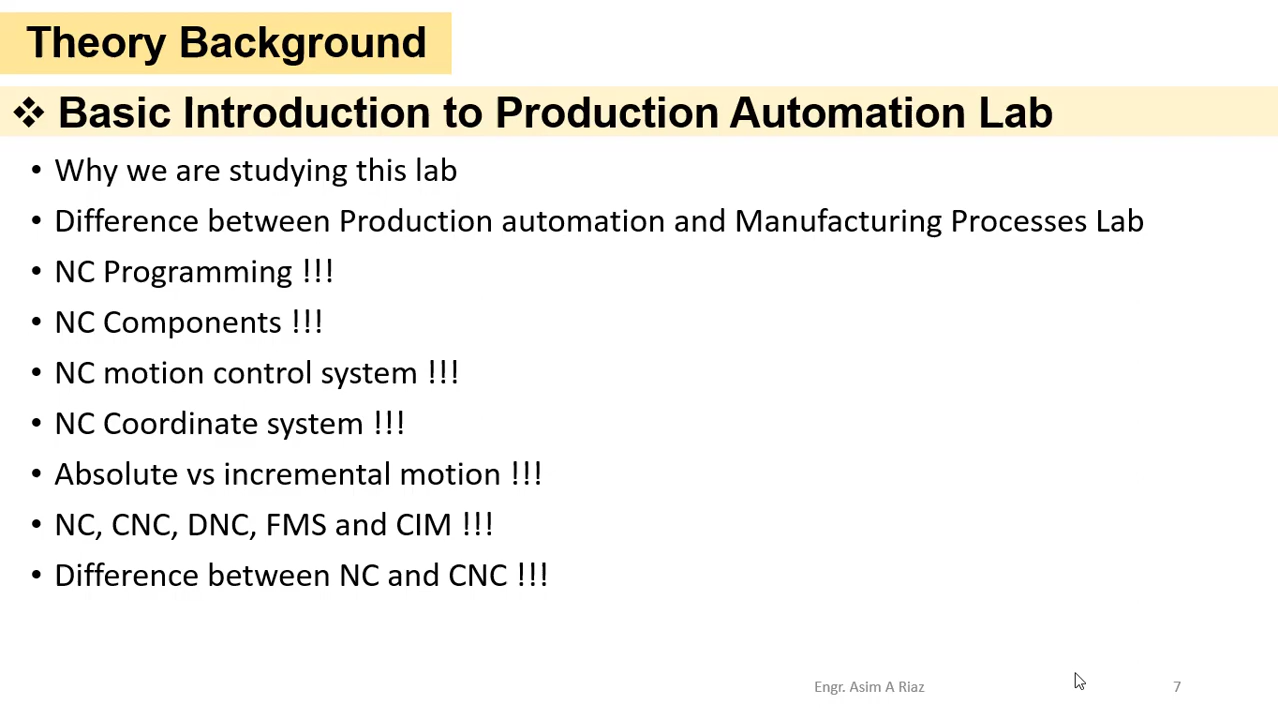 Theory Background
❖ Basic Introduction to Production Automation Lab
• Why we are studying this lab
• Difference between Production automation and Manufacturing Processes Lab
• NC Programming !!!
• NC Components !!!
• NC motion control system !!!
• NC Coordinate system !!!
• Absolute vs incremental motion !!!
• NC, CNC, DNC, FMS and CIM !!!
• Difference between NC and CNC !!!
Engr. Asim A Riaz 7